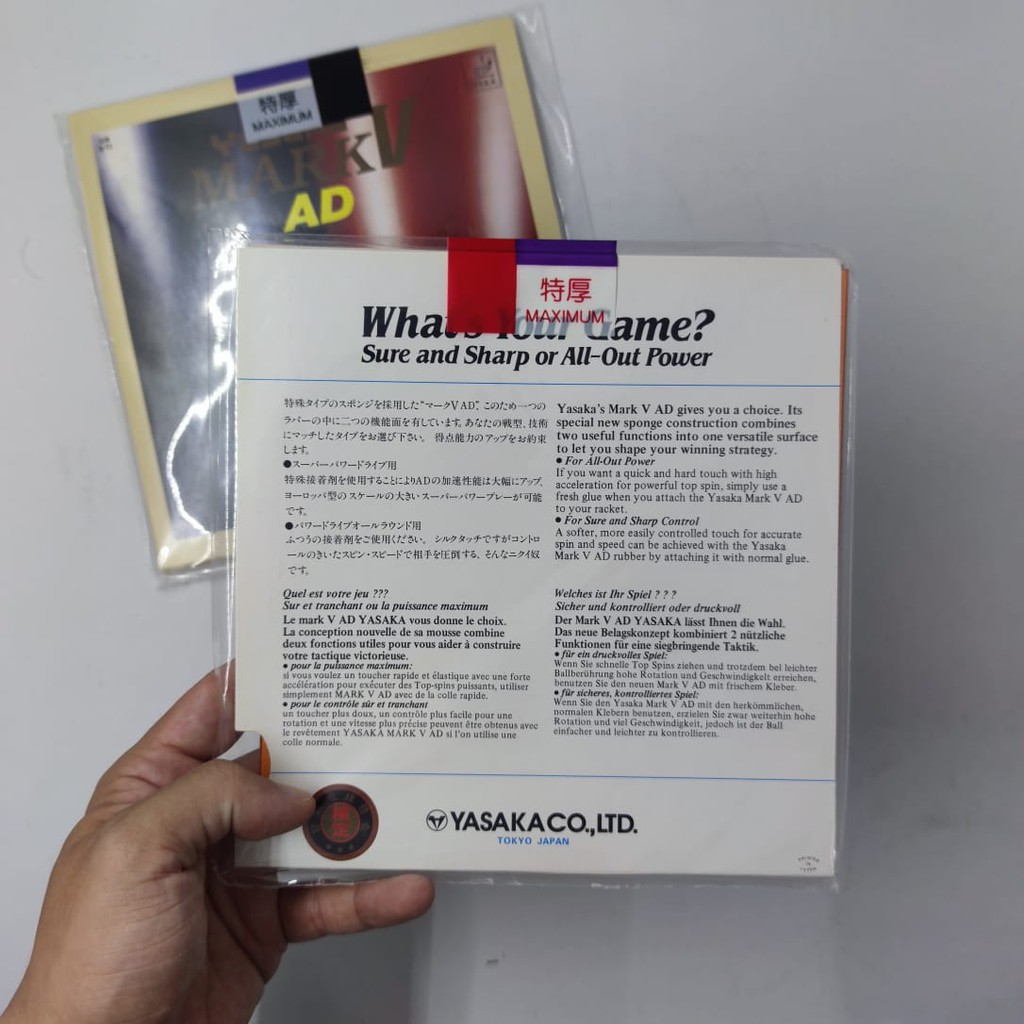 特厚
MAXIMUM
MARK V
AD
特厚
MAXIMUM
What's Your Game?
Sure and Sharp or All-Out Power
特殊タイプのスポンジを採用した"マークⅤAD"。このため一つの
ラバーの中に二つの機能面を有しています。あなたの戦型、技術
にマッチしたタイプをお選び下さい。 得点能力のアップをお約束
します。
●スーパーパワードライブ用
特殊接着剤を使用することによりADの加速性能は大幅にアップ。
ヨーロッパ型のスケールの大きいスーパーパワープレーが可能
です。
●パワードライブオールラウンド用
ふつうの接着剤をご使用ください。 シルクタッチですがコントロ
ールのきいたスピン・スピードで相手を圧倒する、そんなニクイ奴
です。
Yasaka's Mark V AD gives you a choice. Its
special new sponge construction combines
two useful functions into one versatile surface
to let you shape your winning strategy.
• For All-Out Power
If you want a quick and hard touch with high
acceleration for powerful top spin, simply use a
fresh glue when you attach the Yasaka Mark V AD
to your racket.
• For Sure and Sharp Control
A softer, more easily controlled touch for accurate
spin and speed can be achieved with the Yasaka
Mark V AD rubber by attaching it with normal glue.
Quel est votre jeu ???
Sur et tranchant ou la puissance maximum
Le mark V AD YASAKA vous donne le choix.
La conception nouvelle de sa mousse combine
deux fonctions utiles pour vous aider à construire
votre tactique victorieuse.
• pour la puissance maximum:
si vous voulez un toucher rapide et élastique avec une forte
accélération pour exécuter des Top-spins puissants, utiliser
simplement MARK V AD avec de la colle rapide.
• pour le contrôle sûr et tranchant
un toucher plus doux, un contrôle plus facile pour une
rotation et une vitesse plus précise peuvent être obtenus avec
le revêtement YASAKA MARK V AD si l'on utilise une
colle normale.
Welches ist Ihr Spiel ? ? ?
Sicher und kontrolliert oder druckvoll
Der Mark V AD YASAKA lässt Ihnen die Wahl.
Das neue Belagskonzept kombiniert 2 nützliche
Funktionen für eine siegbringende Taktik.
• für ein druckvolles Spiel:
Wenn Sie schnelle Top Spins ziehen und trotzdem bei leichter
Ballberührung hohe Rotation und Geschwindigkeit erreichen,
benutzen Sie den neuen Mark V AD mit frischem Kleber.
• für sicheres, kontrolliertes Spiel:
Wenn Sie den Yasaka Mark V AD mit den herkömmlichen,
normalen Klebern benutzen, erzielen Sie zwar weiterhin hohe
Rotation und viel Geschwindigkeit, jedoch ist der Ball
einfacher und leichter zu kontrollieren.
YASAKA CO., LTD.
TOKYO JAPAN